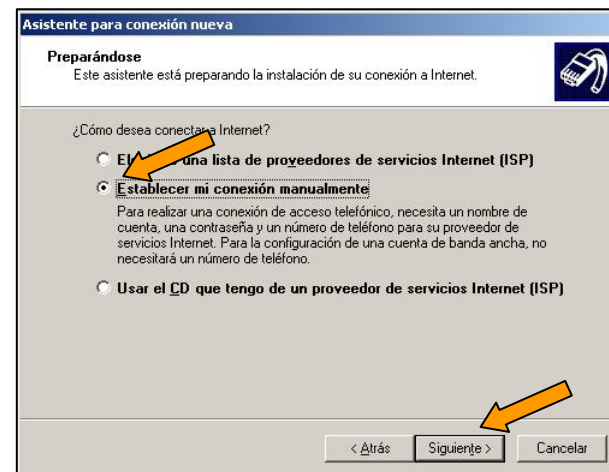 Asistente para conexión nueva
Preparándose
Este asistente está preparando la instalación de su conexión a Internet.
¿Cómo desea conectar a Internet?
una lista de proveedores de servicios Internet (ISP)
Establecer mi conexión manualmente
Para realizar una conexión de acceso telefónico, necesita un nombre de
cuenta, una contraseña y un número de teléfono para su proveedor de
servicios Internet. Para la configuración de una cuenta de banda ancha, no
necesitará un número de teléfono.
Usar el CD que tengo de un proveedor de servicios Internet (ISP)
< Atrás
Siguiente >
Cancelar